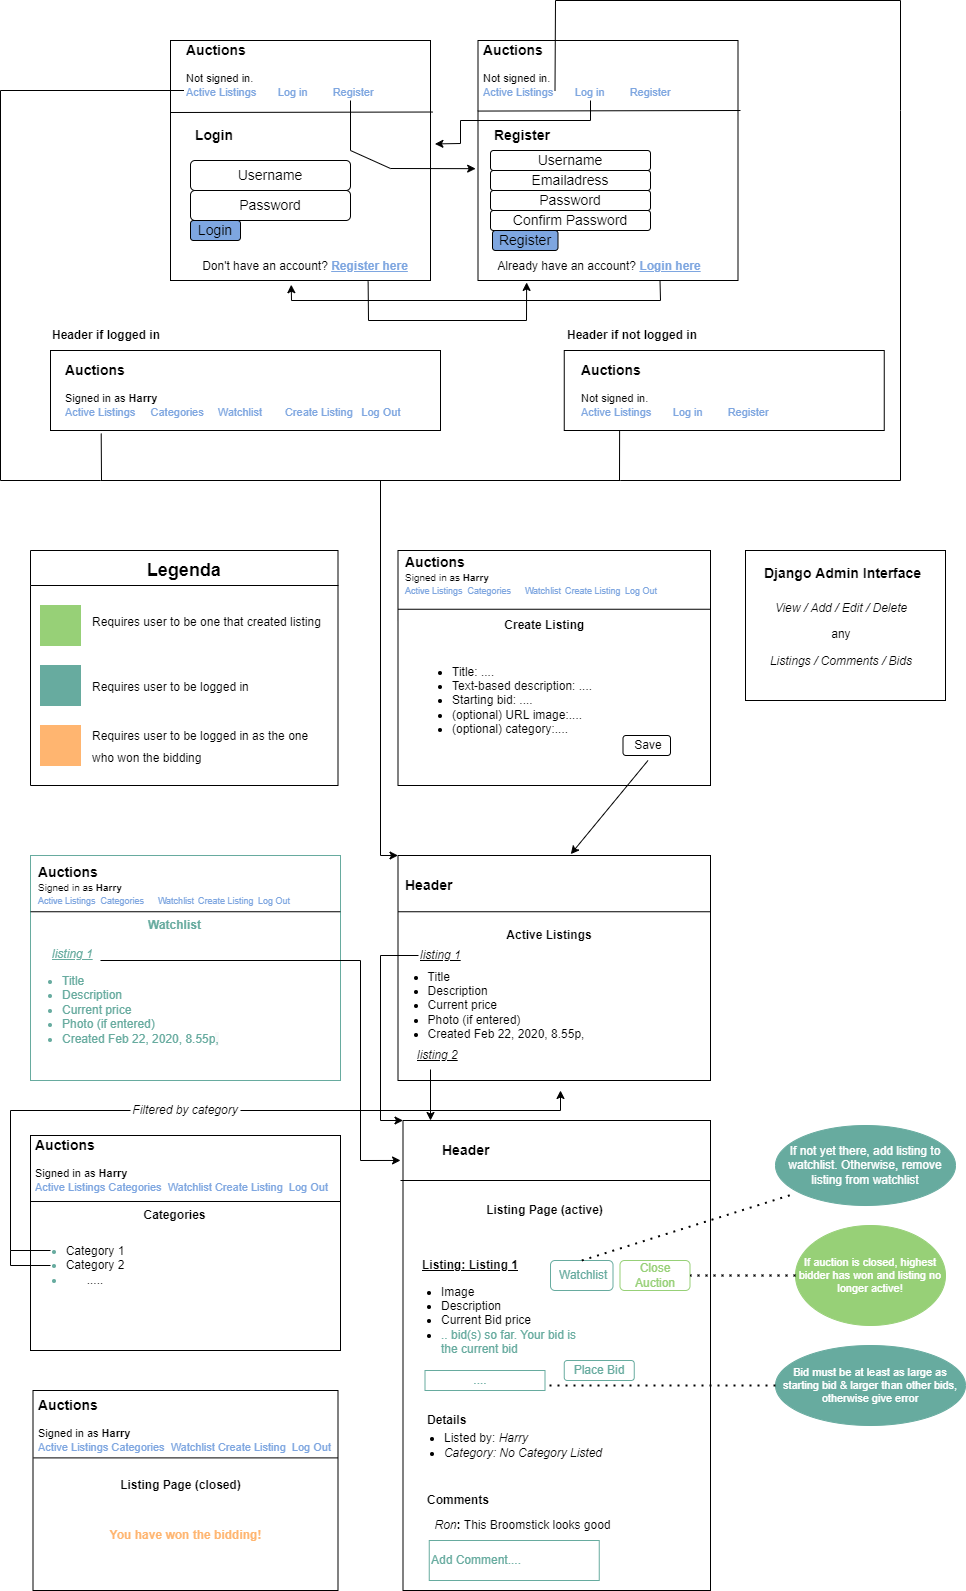 Auctions
Not signed in.
Active Listings Log in Register
Login
Username
Password
Login
Don't have an account? Register here
Auctions
Not signed in.
Active Listings Log in Register
Register
Username
Emailadress
Password
Confirm Password
Register
Already have an account? Login here
Header if logged in
Auctions
Signed in as Harry
Active Listings Categories Watchlist Create Listing Log Out
Header if not logged in
Auctions
Not signed in.
Active Listings Log in Register
Legenda
Requires user to be one that created listing
Requires user to be logged in
Requires user to be logged in as the one
who won the bidding
Auctions
Signed in as Harry
Active Listings Categories Watchlist Create Listing Log Out
Create Listing
Title: ....
Text-based description: ....
Starting bid: ....
(optional) URL image:....
(optional) category:....
Save
Django Admin Interface
View / Add / Edit / Delete
any
Listings / Comments / Bids
Auctions
Signed in as Harry
Active Listings Categories Watchlist Create Listing Log Out
Watchlist
listing 1
Title
Description
Current price
Photo (if entered)
Created Feb 22, 2020, 8.55p,
Header
Active Listings
listing 1
Title
Description
Current price
Photo (if entered)
Created Feb 22, 2020, 8.55p,
listing 2
Filtered by category
Auctions
Signed in as Harry
Active Listings Categories Watchlist Create Listing Log Out
Categories
Category 1
Category 2
.....
Header
Listing Page (active)
Listing: Listing 1
Watchlist
Close
Auction
Image
Description
Current Bid price
.. bid(s) so far. Your bid is
the current bid
....
Place Bid
Details
Listed by: Harry
Category: No Category Listed
Comments
Ron: This Broomstick looks good
Add Comment....
If not yet there, add listing to
watchlist. Otherwise, remove
listing from watchlist
If auction is closed, highest
bidder has won and listing no
longer active!
Bid must be at least as large as
starting bid & larger than other bids,
otherwise give error
Auctions
Signed in as Harry
Active Listings Categories Watchlist Create Listing Log Out
Listing Page (closed)
You have won the bidding!